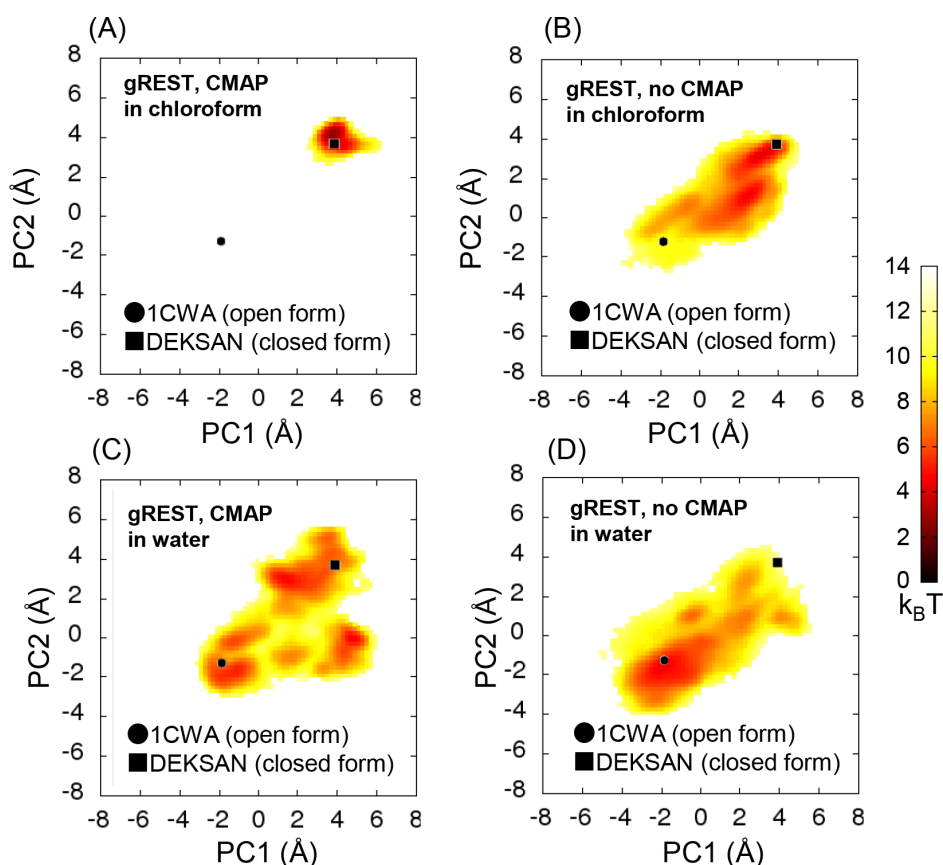 (A)
gREST, CMAP
in chloroform
8
6
4
2
0
-2
-4
-6
-8
PC2 (Å)
●1CWA (open form)
■DEKSAN (closed form)
-8 -6 -4 -2 0 2 4 6 8
PC1 (Å)
(B)
gREST, no CMAP
in chloroform
8
6
4
2
0
-2
-4
-6
-8
PC2 (Å)
●1CWA (open form)
■DEKSAN (closed form)
-8 -6 -4 -2 0 2 4 6 8
PC1 (Å)
14
12
10
8
6
4
2
0
kBT
(C)
gREST, CMAP
in water
8
6
4
2
0
-2
-4
-6
-8
PC2 (Å)
●1CWA (open form)
■DEKSAN (closed form)
-8 -6 -4 -2 0 2 4 6 8
PC1 (Å)
(D)
gREST, no CMAP
in water
8
6
4
2
0
-2
-4
-6
-8
PC2 (Å)
●1CWA (open form)
■DEKSAN (closed form)
-8 -6 -4 -2 0 2 4 6 8
PC1 (Å)